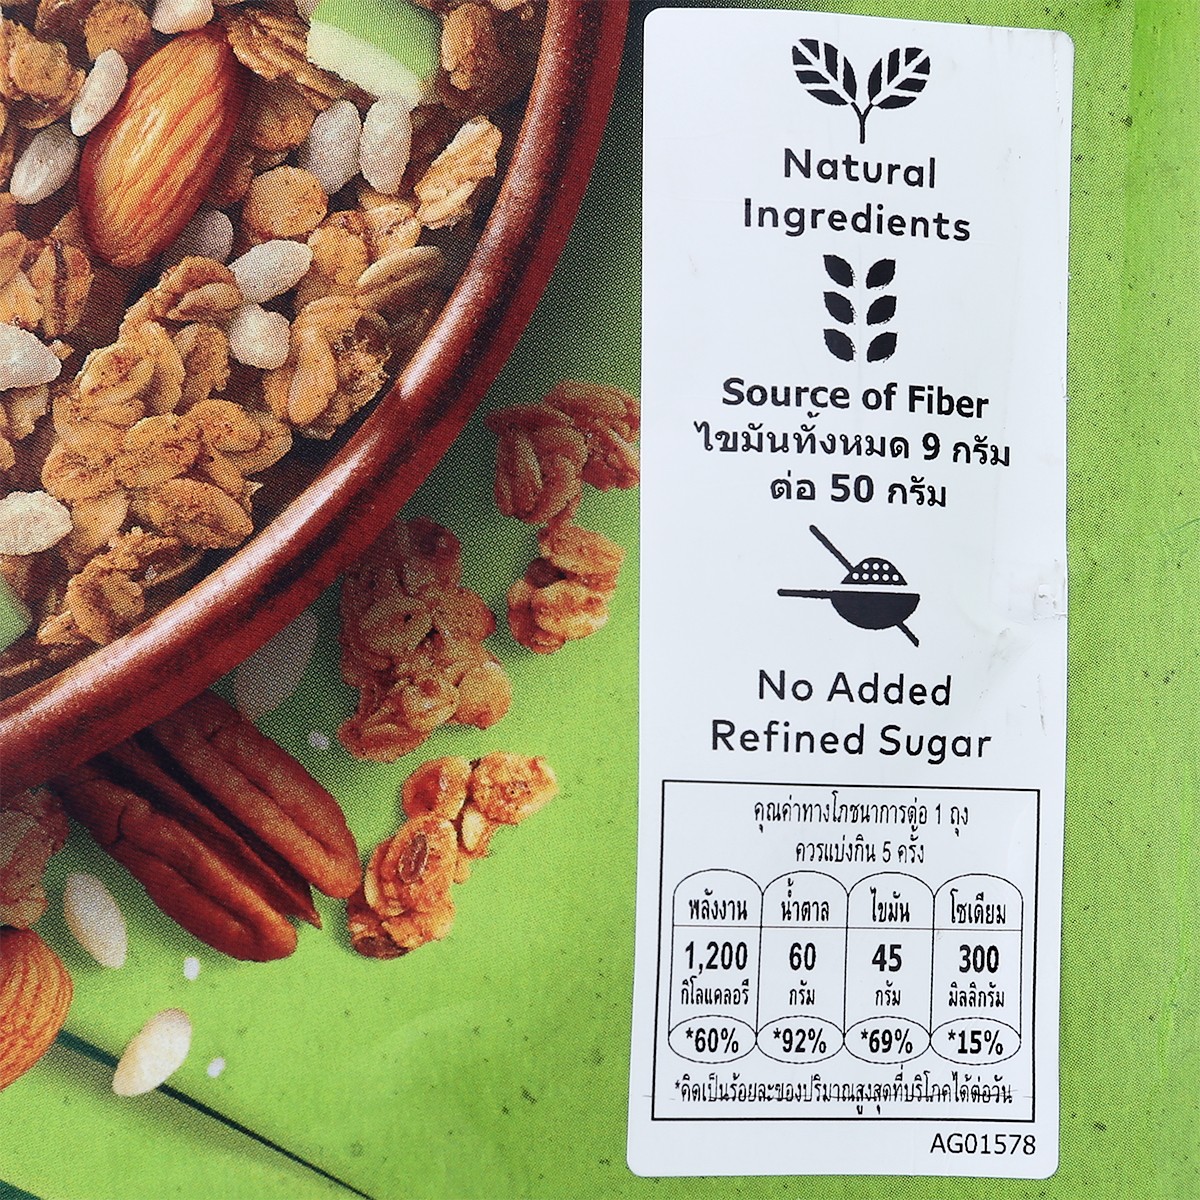 Natural
Ingredients
Source of Fiber
ไขมันทั้งหมด 9 กรัม
ต่อ 50 กรัม
No Added
Refined Sugar
คุณค่าทางโภชนาการต่อ 1 ถุง
ควรแบ่งกิน 5 ครั้ง
พลังงาน น้ำตาล ไขมัน โซเดียม
1,200 60 45 300
กิโลแคลอรี กรัม กรัม มิลลิกรัม
*60% *92% *69% *15%
*คิดเป็นร้อยละของปริมาณสูงสุดที่บริโภคได้ต่อวัน
AG01578